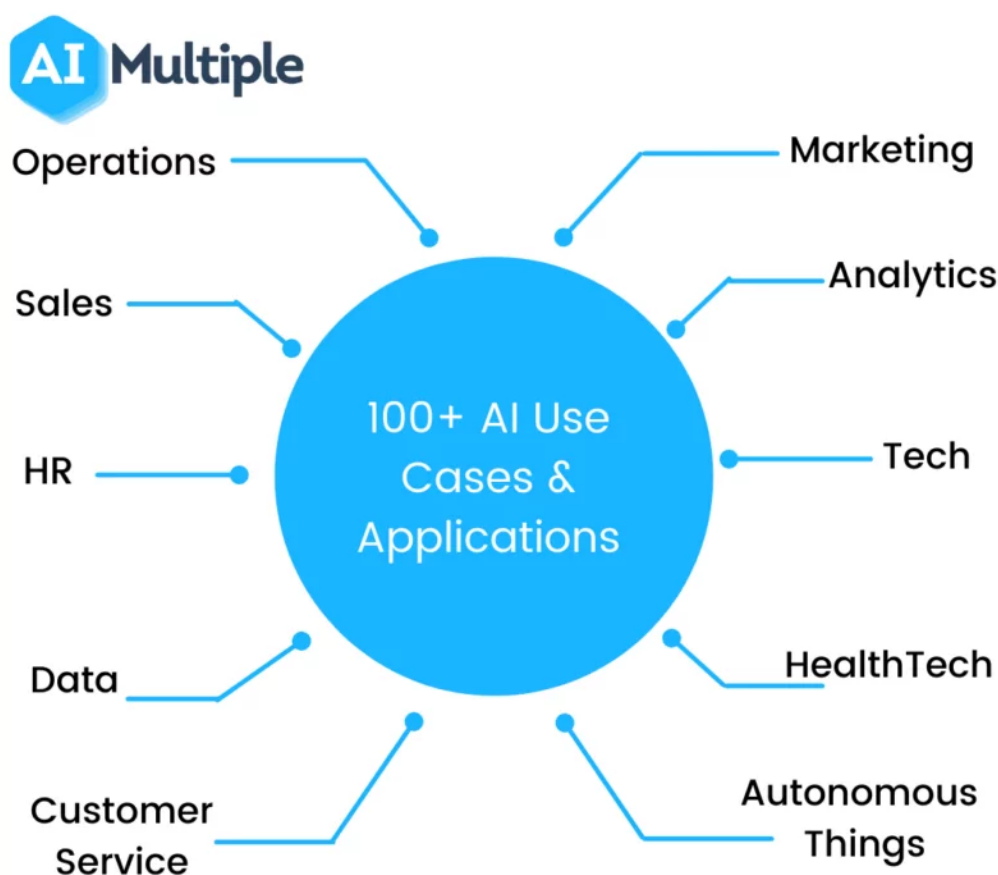 AI Multiple
Operations
Marketing
Sales
Analytics
100+ AI Use
Cases &
Applications
HR
Tech
Data
HealthTech
Customer
Service
Autonomous
Things